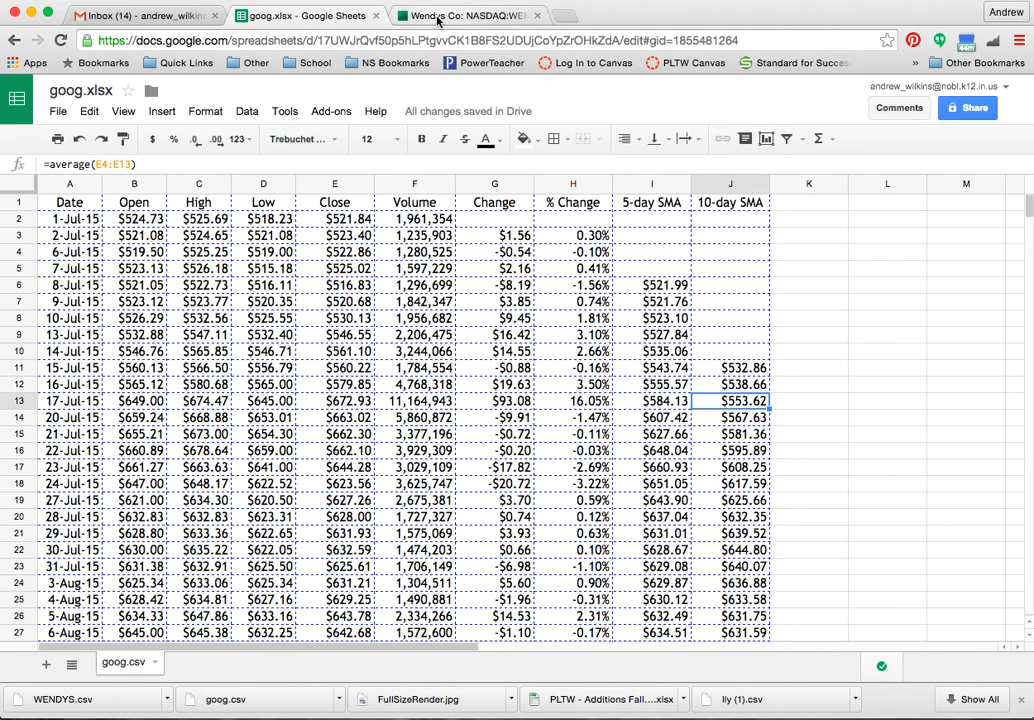 Inbox (14) - andrew_wilkins
goog.xlsx - Google Sheets
Wendys Co: NASDAQ:WEN
Andrew
https://docs.google.com/spreadsheets/d/17UWJrQvf50p5hLPtgvvCK1B8FS2UDUjCoYpZrOHkZdA/edit#gid=1855481264
44m
Apps Bookmarks Quick Links Other School NS Bookmarks PowerTeacher Log In to Canvas PLTW Canvas Standard for Succes » Other Bookmarks
goog.xlsx
andrew_wilkins@nobl.k12.in.us
File Edit View Insert Format Data Tools Add-ons Help All changes saved in Drive
Comments Share
$ % .0 .00 123 Trebuchet ... 12 B I S A Σ
fx =average(E4:E13)
A B C D E F G H I J K L M
1 Date Open High Low Close Volume Change % Change 5-day SMA 10-day SMA
2 1-Jul-15 $524.73 $525.69 $518.23 $521.84 1,961,354
3 2-Jul-15 $521.08 $524.65 $521.08 $523.40 1,235,903 $1.56 0.30%
4 6-Jul-15 $519.50 $525.25 $519.00 $522.86 1,280,525 -$0.54 -0.10%
5 7-Jul-15 $523.13 $526.18 $515.18 $525.02 1,597,229 $2.16 0.41%
6 8-Jul-15 $521.05 $522.73 $516.11 $516.83 1,296,699 -$8.19 -1.56% $521.99
7 9-Jul-15 $523.12 $523.77 $520.35 $520.68 1,842,347 $3.85 0.74% $521.76
8 10-Jul-15 $526.29 $532.56 $525.55 $530.13 1,956,682 $9.45 1.81% $523.10
9 13-Jul-15 $532.88 $547.11 $532.40 $546.55 2,206,475 $16.42 3.10% $527.84
10 14-Jul-15 $546.76 $565.85 $546.71 $561.10 3,244,066 $14.55 2.66% $535.06
11 15-Jul-15 $560.13 $566.50 $556.79 $560.22 1,784,554 -$0.88 -0.16% $543.74 $532.86
12 16-Jul-15 $565.12 $580.68 $565.00 $579.85 4,768,318 $19.63 3.50% $555.57 $538.66
13 17-Jul-15 $649.00 $674.47 $645.00 $672.93 11,164,943 $93.08 16.05% $584.13 $553.62
14 20-Jul-15 $659.24 $668.88 $653.01 $663.02 5,860,872 -$9.91 -1.47% $607.42 $567.63
15 21-Jul-15 $655.21 $673.00 $654.30 $662.30 3,377,196 -$0.72 -0.11% $627.66 $581.36
16 22-Jul-15 $660.89 $678.64 $659.00 $662.10 3,929,309 -$0.20 -0.03% $648.04 $595.89
17 23-Jul-15 $661.27 $663.63 $641.00 $644.28 3,029,109 -$17.82 -2.69% $660.93 $608.25
18 24-Jul-15 $647.00 $648.17 $622.52 $623.56 3,625,747 -$20.72 -3.22% $651.05 $617.59
19 27-Jul-15 $621.00 $634.30 $620.50 $627.26 2,675,381 $3.70 0.59% $643.90 $625.66
20 28-Jul-15 $632.83 $632.83 $623.31 $628.00 1,727,327 $0.74 0.12% $637.04 $632.35
21 29-Jul-15 $628.80 $633.36 $622.65 $631.93 1,575,069 $3.93 0.63% $631.01 $639.52
22 30-Jul-15 $630.00 $635.22 $622.05 $632.59 1,474,203 $0.66 0.10% $628.67 $644.80
23 31-Jul-15 $631.38 $632.91 $625.50 $625.61 1,706,149 -$6.98 -1.10% $629.08 $640.07
24 3-Aug-15 $625.34 $633.06 $625.34 $631.21 1,304,511 $5.60 0.90% $629.87 $636.88
25 4-Aug-15 $628.42 $634.81 $627.16 $629.25 1,490,881 -$1.96 -0.31% $630.12 $633.58
26 5-Aug-15 $634.33 $647.86 $633.16 $643.78 2,334,266 $14.53 2.31% $632.49 $631.75
27 6-Aug-15 $645.00 $645.38 $632.25 $642.68 1,572,600 -$1.10 -0.17% $634.51 $631.59
goog.csv
WENDYS.csv goog.csv FullSizeRender.jpg PLTW - Additions Fall....xlsx lly (1).csv Show All